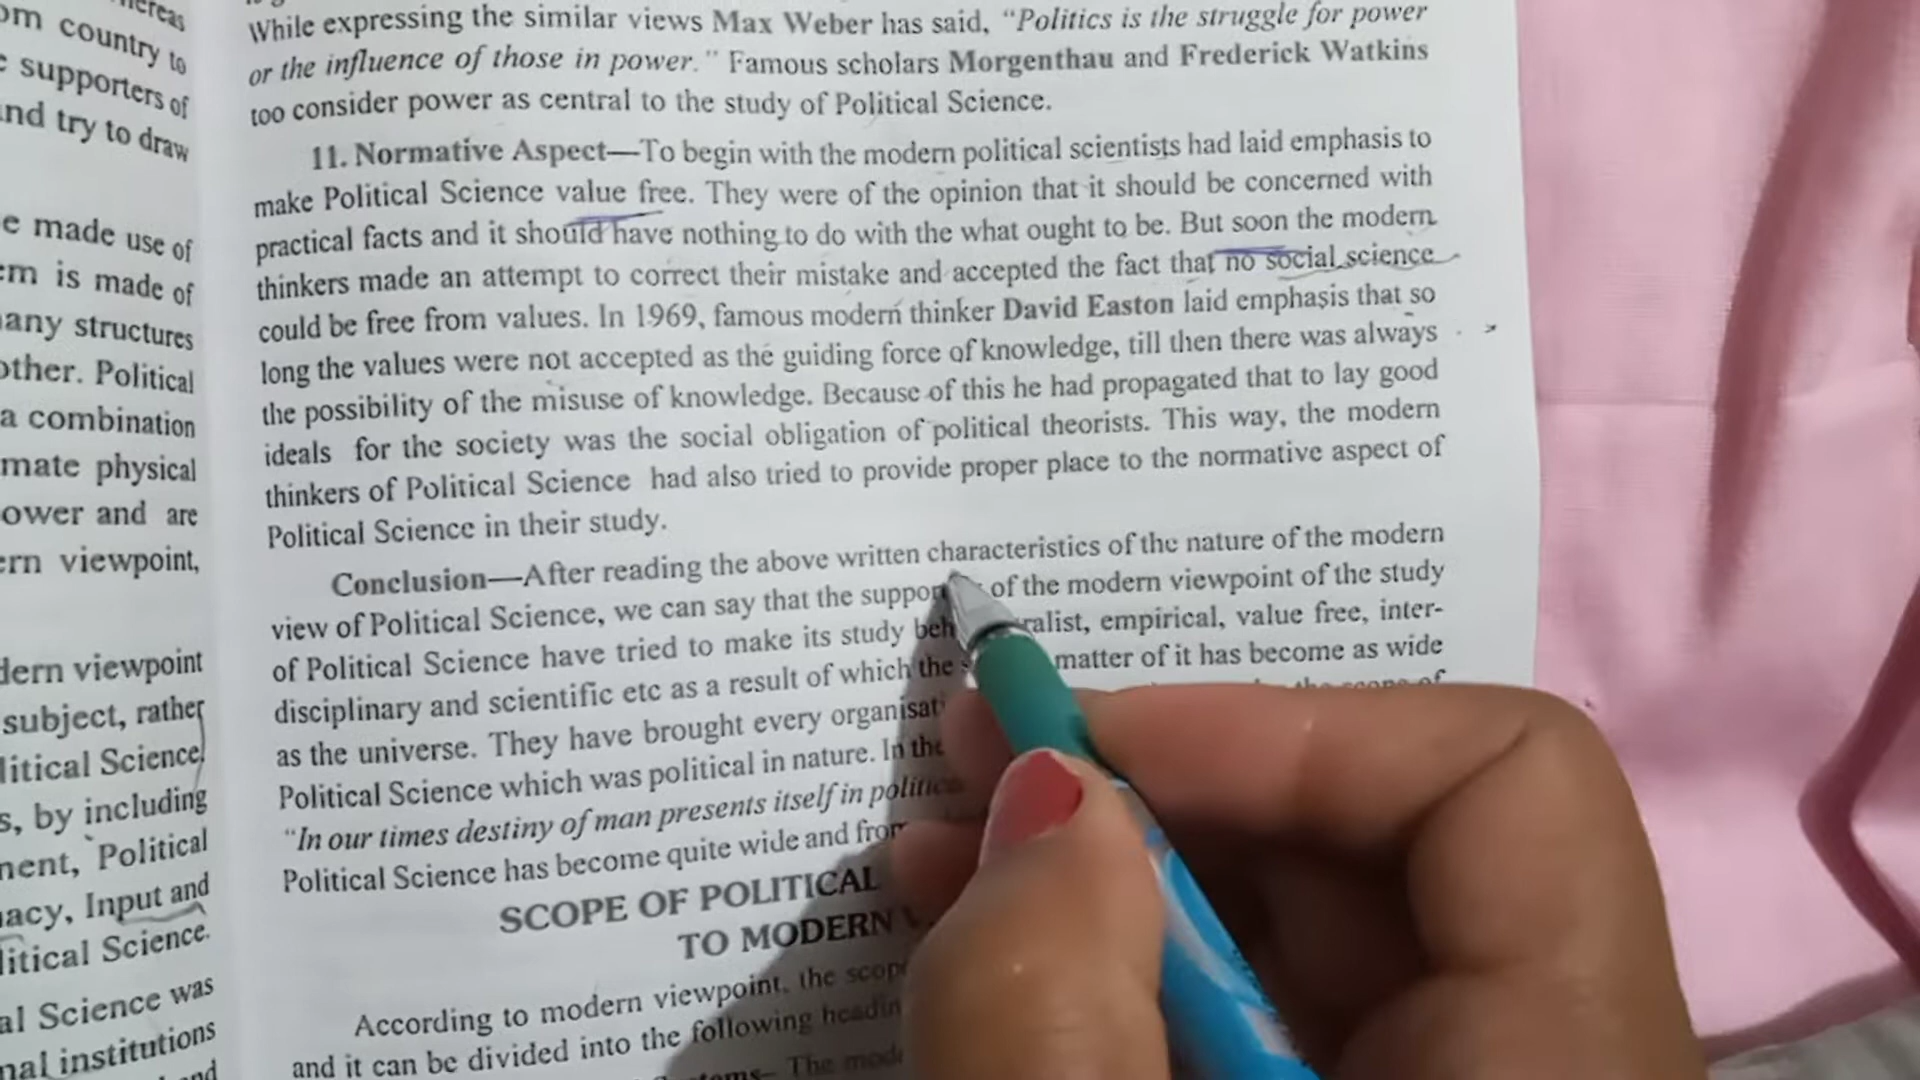 hereas
om country to
supporters of
nd try to draw
e made use of
em is made of
any structures
other. Political
a combination
mate physical
ower and are
ern viewpoint,
dern viewpoint
subject, rather
litical Science
s, by including
ment, Political
acy, Input and
litical Science.
al Science was
nal institutions
and
While expressing the similar views Max Weber has said, "Politics is the struggle for power
or the influence of those in power." Famous scholars Morgenthau and Frederick Watkins
too consider power as central to the study of Political Science.
11. Normative Aspect—To begin with the modern political scientists had laid emphasis to
make Political Science value free. They were of the opinion that it should be concerned with
practical facts and it should have nothing to do with the what ought to be. But soon the modern
thinkers made an attempt to correct their mistake and accepted the fact that no social science
could be free from values. In 1969, famous modern thinker David Easton laid emphasis that so
long the values were not accepted as the guiding force of knowledge, till then there was always
the possibility of the misuse of knowledge. Because of this he had propagated that to lay good
ideals for the society was the social obligation of political theorists. This way, the modern
thinkers of Political Science had also tried to provide proper place to the normative aspect of
Political Science in their study.
Conclusion—After reading the above written characteristics of the nature of the modern
view of Political Science, we can say that the suppor of the modern viewpoint of the study
of Political Science have tried to make its study beh ralist, empirical, value free, inter-
disciplinary and scientific etc as a result of which the matter of it has become as wide
as the universe. They have brought every organisat the scope of
Political Science which was political in nature. In the
"In our times destiny of man presents itself in politic
Political Science has become quite wide and from
SCOPE OF POLITICAL
TO MODERN
According to modern viewpoint, the scop
and it can be divided into the following headin
The mod